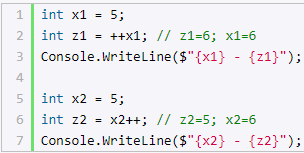 1 int x1 = 5;
2 int z1 = ++x1; // z1=6; x1=6
3 Console.WriteLine($"{x1} - {z1}");
4
5 int x2 = 5;
6 int z2 = x2++; // z2=5; x2=6
7 Console.WriteLine($"{x2} - {z2}");